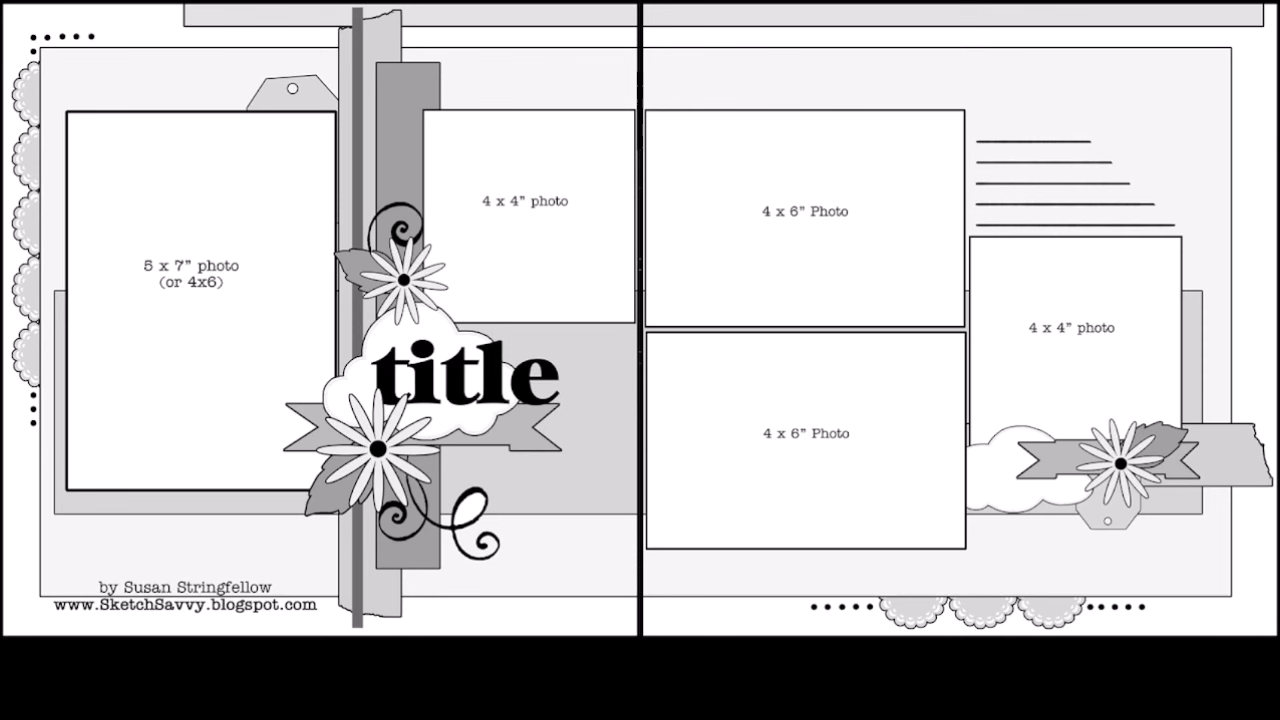 5 x 7” photo
(or 4x6)
4 x 4” photo
title
by Susan Stringfellow
www.SketchSavvy.blogspot.com
4 x 6” Photo
4 x 6” Photo
4 x 4” photo